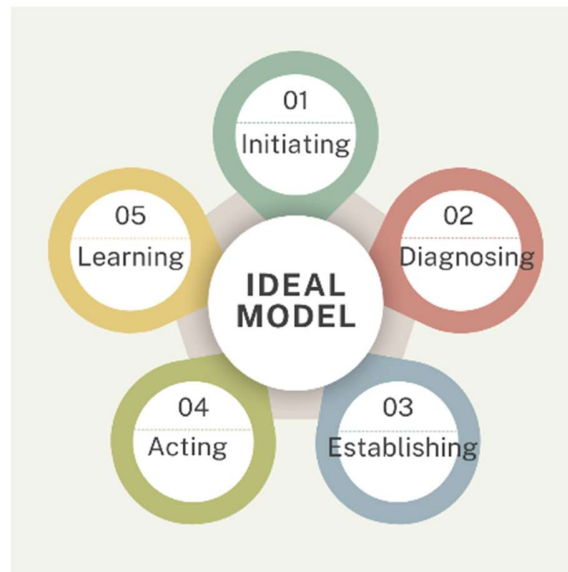 IDEAL
MODEL
01
Initiating
02
Diagnosing
03
Establishing
04
Acting
05
Learning